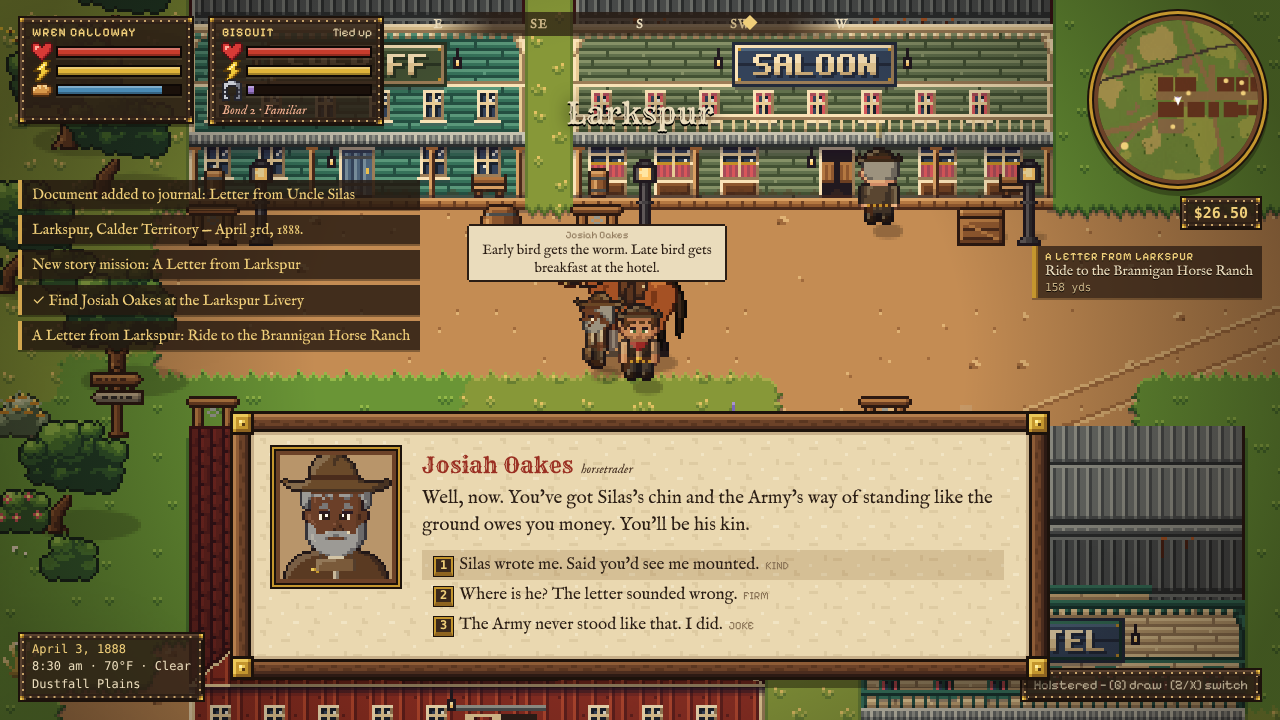 E SE S SW W
WREN CALLOWAY
BISCUIT Tied up
Bond 2 · Familiar
FF
SALOON
Larkspur
Document added to journal: Letter from Uncle Silas
Larkspur, Calder Territory — April 3rd, 1888.
New story mission: A Letter from Larkspur
✓ Find Josiah Oakes at the Larkspur Livery
A Letter from Larkspur: Ride to the Brannigan Horse Ranch
Josiah Oakes
Early bird gets the worm. Late bird gets
breakfast at the hotel.
$26.50
A LETTER FROM LARKSPUR
Ride to the Brannigan Horse Ranch
158 yds
Josiah Oakes horsetrader
Well, now. You've got Silas's chin and the Army's way of standing like the
ground owes you money. You'll be his kin.
1 Silas wrote me. Said you'd see me mounted. KIND
2 Where is he? The letter sounded wrong. FIRM
3 The Army never stood like that. I did. JOKE
TEL
April 3, 1888
8:30 am · 70°F · Clear
Dustfall Plains
Holstered - (G) draw · (2/X) switch